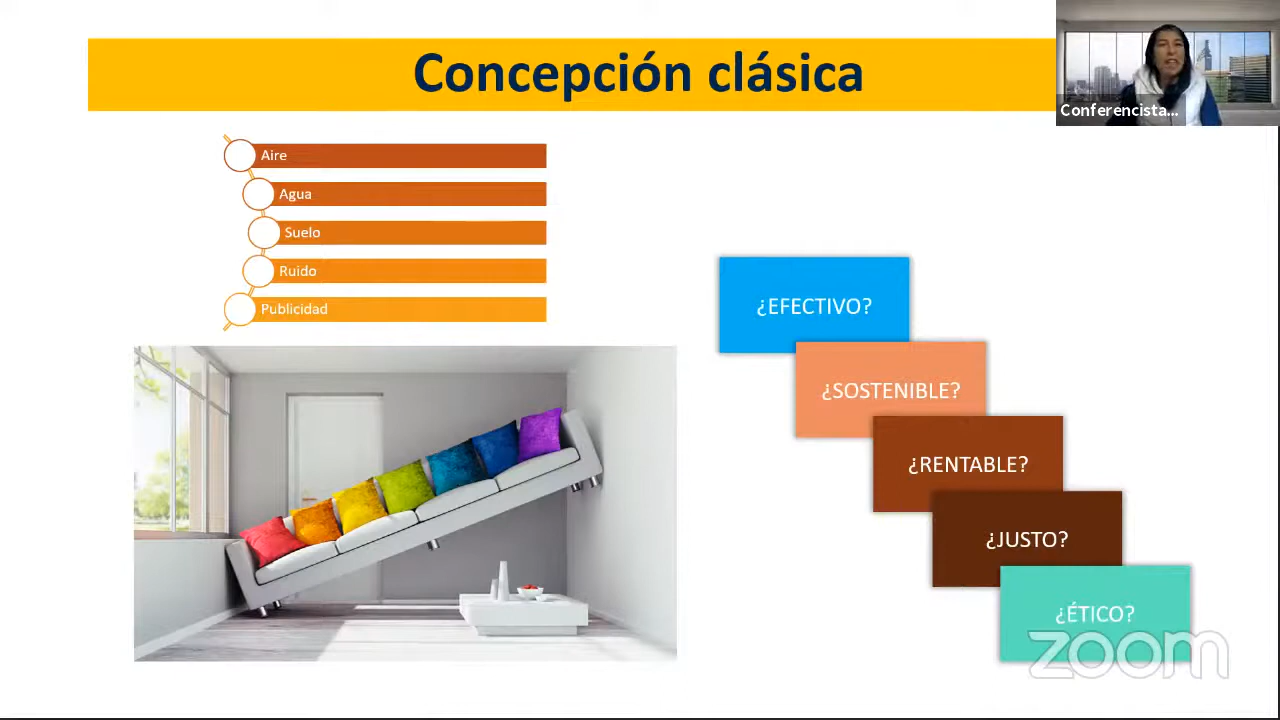 Concepción clásica
Conferencista...
Aire
Agua
Suelo
Ruido
Publicidad
¿EFECTIVO?
¿SOSTENIBLE?
¿RENTABLE?
¿JUSTO?
¿ÉTICO?
zoom